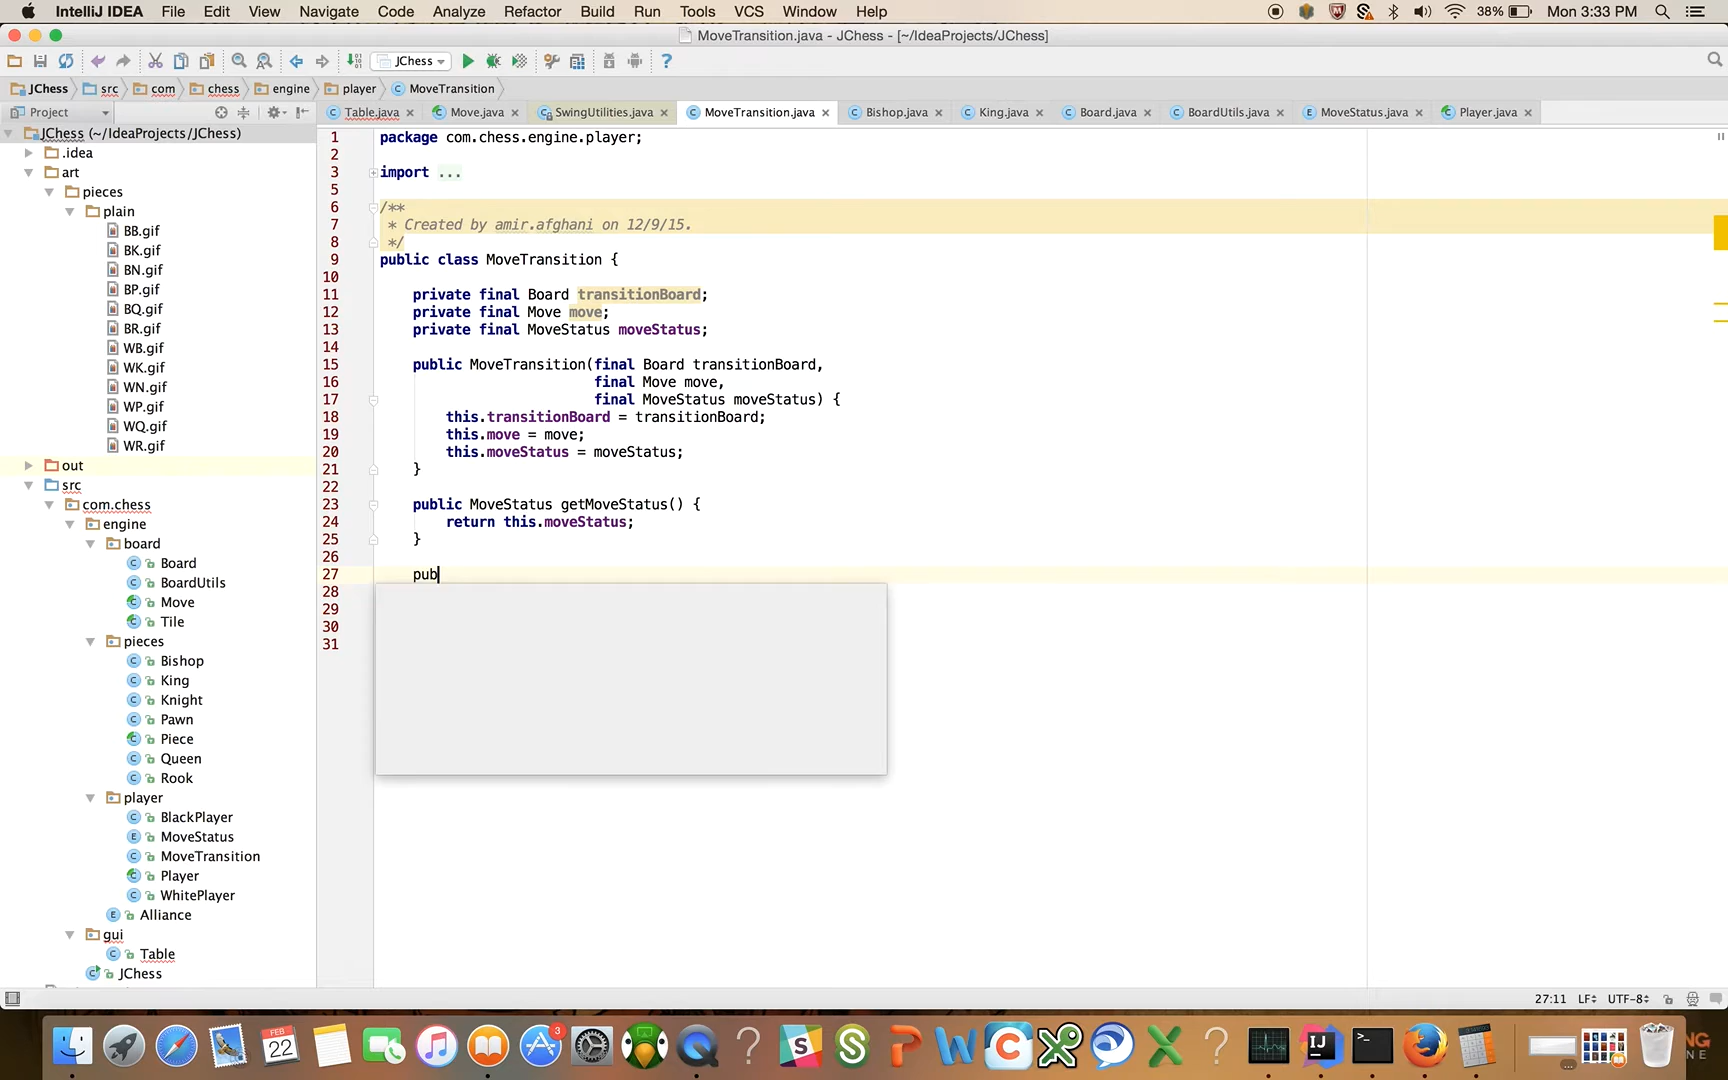 IntelliJ IDEA File Edit View Navigate Code Analyze Refactor Build Run Tools VCS Window Help 38% Mon 3:33 PM
MoveTransition.java - JChess - [~/IdeaProjects/JChess]
JChess
JChess src com chess engine player MoveTransition
Project Table.java Move.java SwingUtilities.java MoveTransition.java Bishop.java King.java Board.java BoardUtils.java MoveStatus.java Player.java
JChess (~/IdeaProjects/JChess)
.idea
art
pieces
plain
BB.gif
BK.gif
BN.gif
BP.gif
BQ.gif
BR.gif
WB.gif
WK.gif
WN.gif
WP.gif
WQ.gif
WR.gif
out
src
com.chess
engine
board
Board
BoardUtils
Move
Tile
pieces
Bishop
King
Knight
Pawn
Piece
Queen
Rook
player
BlackPlayer
MoveStatus
MoveTransition
Player
WhitePlayer
Alliance
gui
Table
JChess
1 package com.chess.engine.player;
2
3 import ...
5
6 /**
7 * Created by amir.afghani on 12/9/15.
8 */
9 public class MoveTransition {
10
11 private final Board transitionBoard;
12 private final Move move;
13 private final MoveStatus moveStatus;
14
15 public MoveTransition(final Board transitionBoard,
16 final Move move,
17 final MoveStatus moveStatus) {
18 this.transitionBoard = transitionBoard;
19 this.move = move;
20 this.moveStatus = moveStatus;
21 }
22
23 public MoveStatus getMoveStatus() {
24 return this.moveStatus;
25 }
26
27 pub
28
29
30
31
27:11 LF UTF-8
FEB
22
3